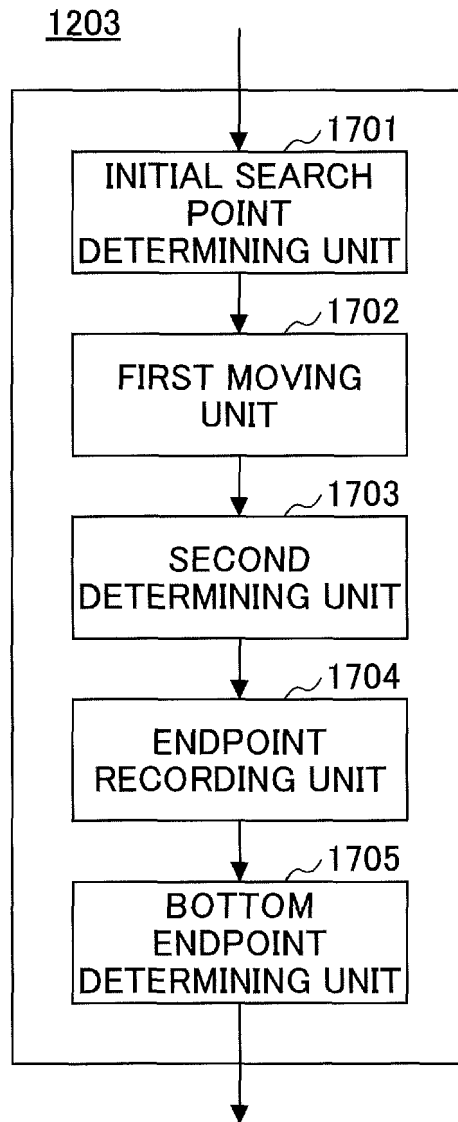 1203
1701
INITIAL SEARCH
POINT
DETERMINING UNIT
1702
FIRST MOVING
UNIT
1703
SECOND
DETERMINING UNIT
1704
ENDPOINT
RECORDING UNIT
1705
BOTTOM
ENDPOINT
DETERMINING UNIT